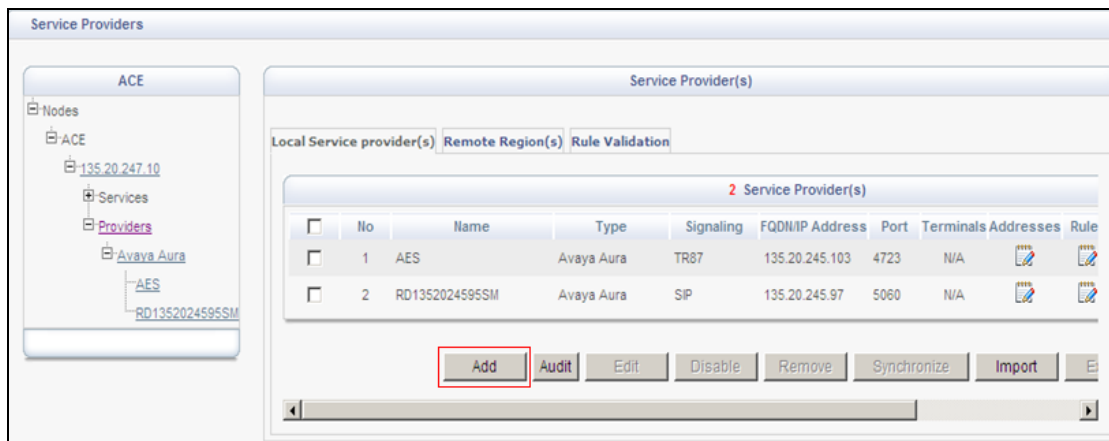 Service Providers
ACE
Nodes
ACE
135.20.247.10
Services
Providers
Avaya Aura
AES
RD1352024595SM
Service Provider(s)
Local Service provider(s) Remote Region(s) Rule Validation
2 Service Provider(s)
No Name Type Signaling FQDN/IP Address Port Terminals Addresses Rule
1 AES Avaya Aura TR87 135.20.245.103 4723 N/A
2 RD1352024595SM Avaya Aura SIP 135.20.245.97 5060 N/A
Add Audit Edit Disable Remove Synchronize Import